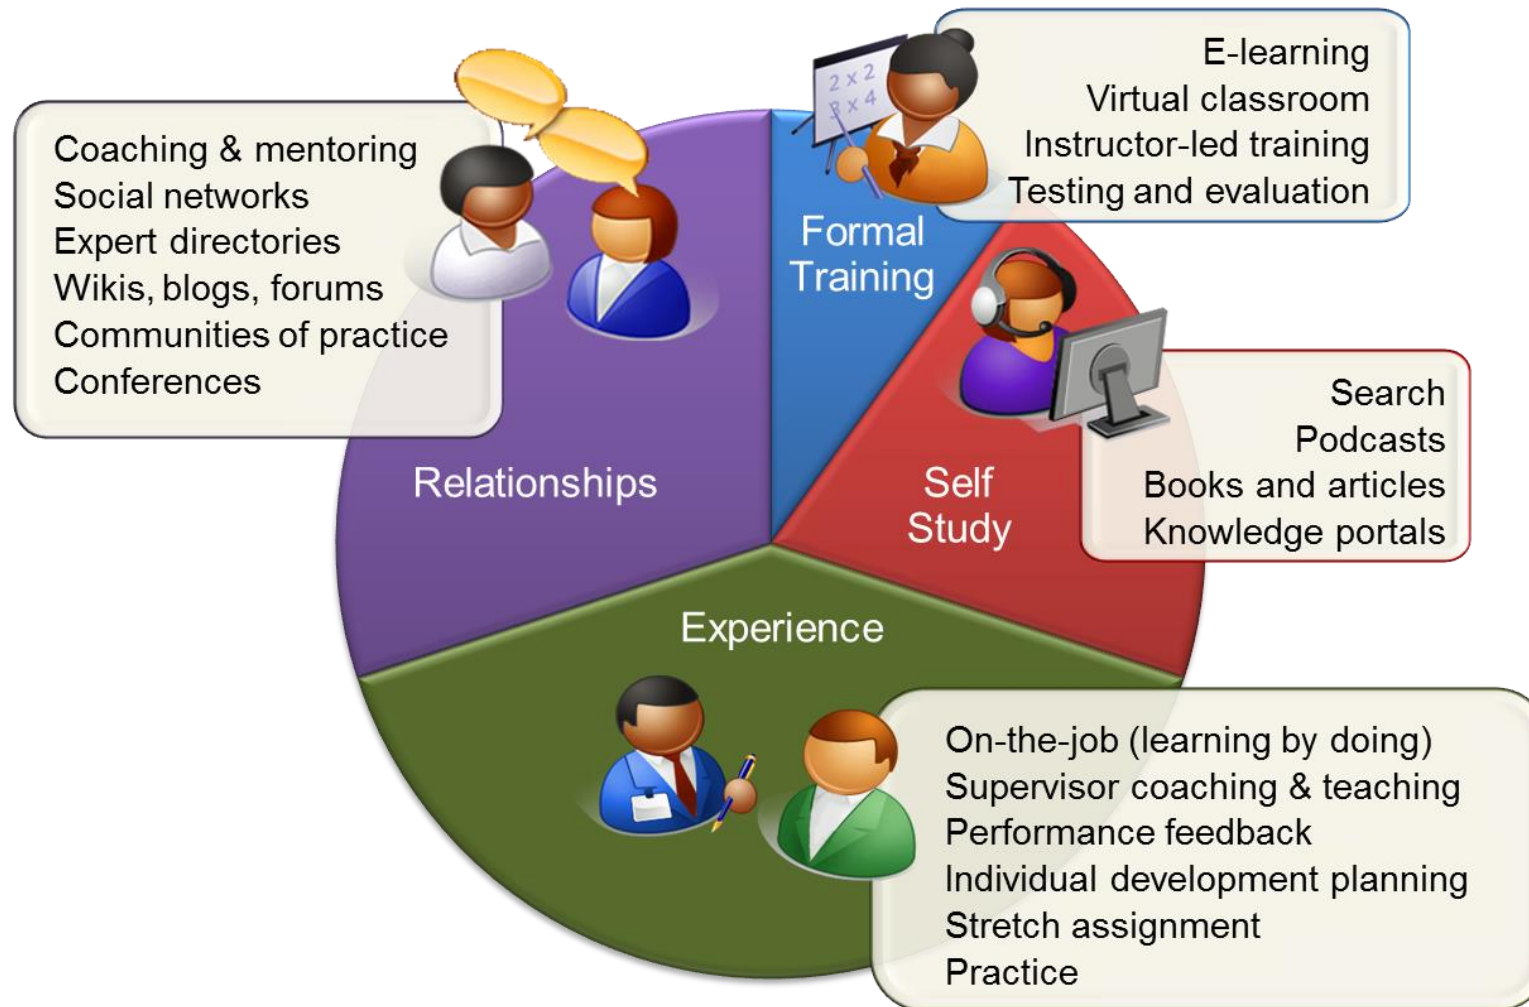 Coaching & mentoring
Social networks
Expert directories
Wikis, blogs, forums
Communities of practice
Conferences
Relationships
2 x 2
3 x 4
Formal
Training
E-learning
Virtual classroom
Instructor-led training
Testing and evaluation
Self
Study
Search
Podcasts
Books and articles
Knowledge portals
Experience
On-the-job (learning by doing)
Supervisor coaching & teaching
Performance feedback
Individual development planning
Stretch assignment
Practice